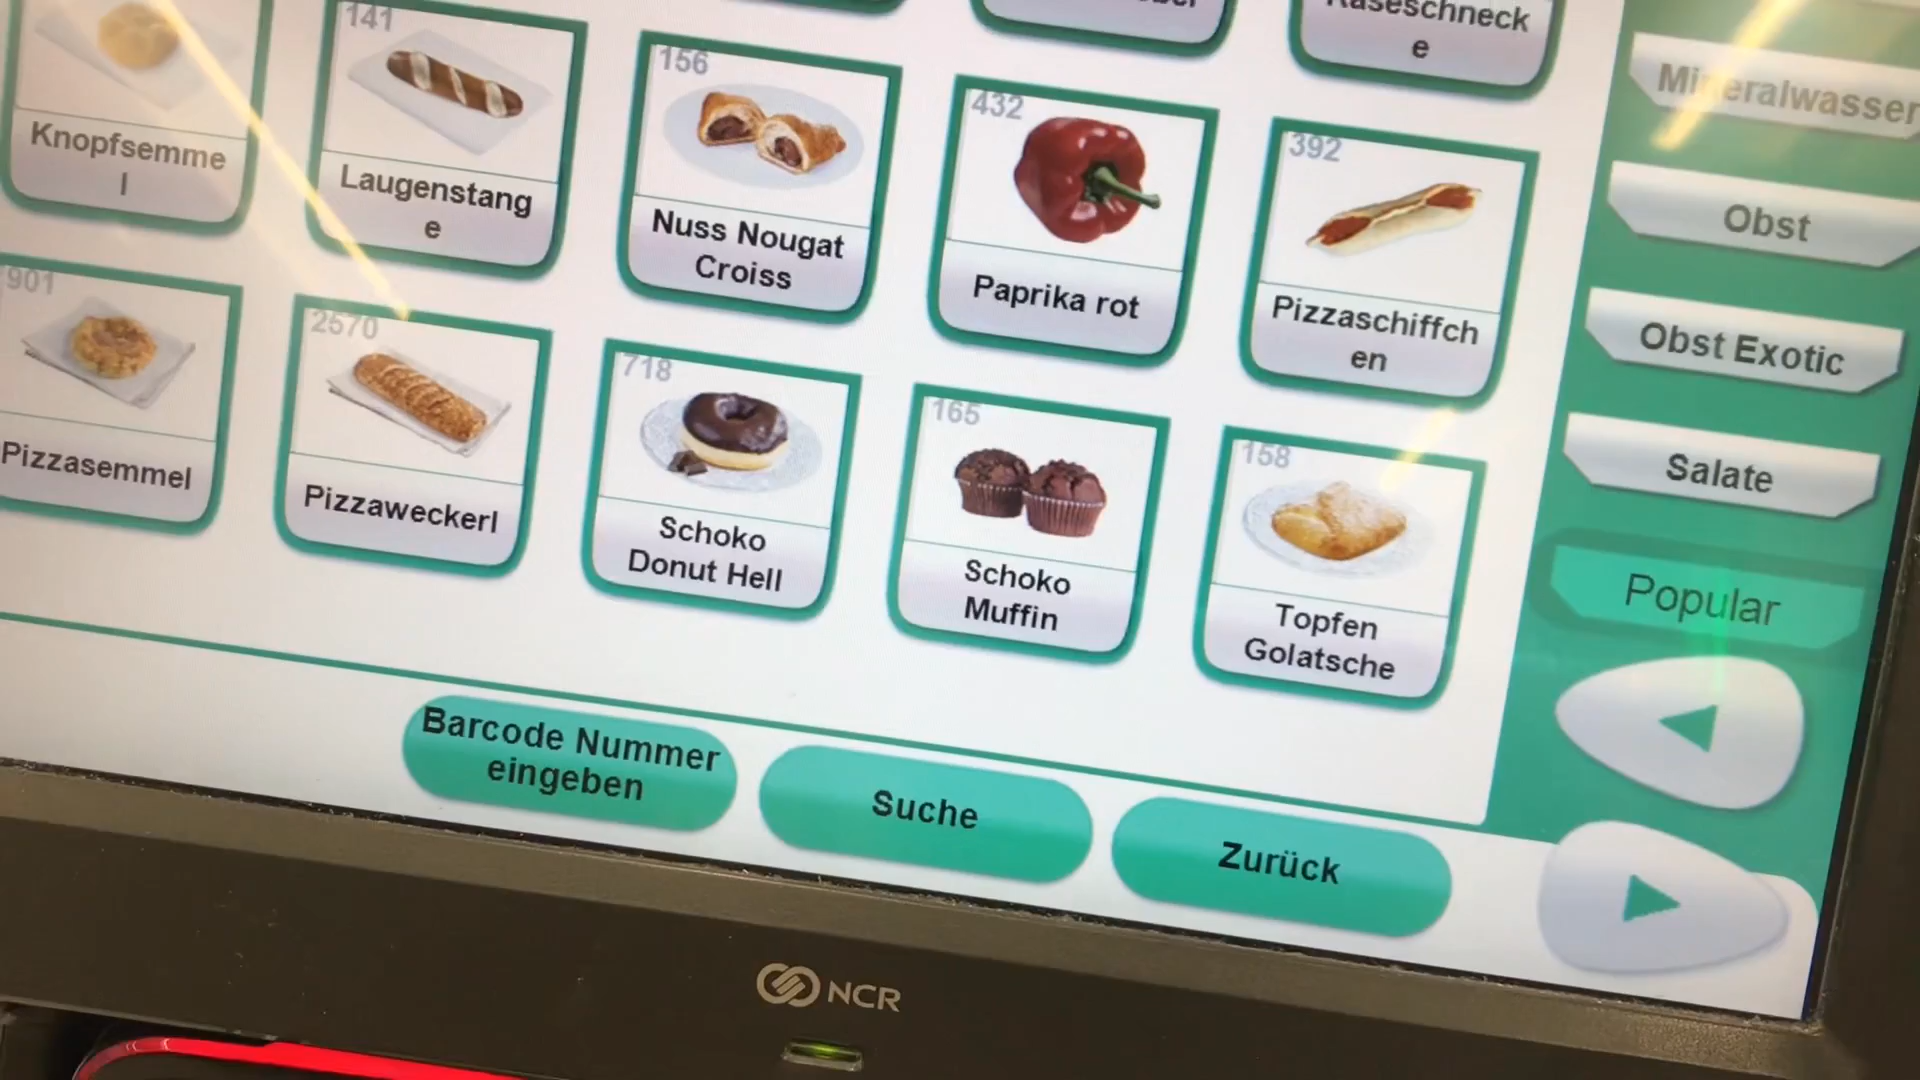 Käseschneck
e
141
156
432
392
Knopfsemme
l
Laugenstang
e
Nuss Nougat
Croiss
Paprika rot
Pizzaschiffch
en
901
2570
718
165
158
Pizzasemmel
Pizzaweckerl
Schoko
Donut Hell
Schoko
Muffin
Topfen
Golatsche
Mineralwasser
Obst
Obst Exotic
Salate
Popular
Barcode Nummer
eingeben
Suche
Zurück
NCR